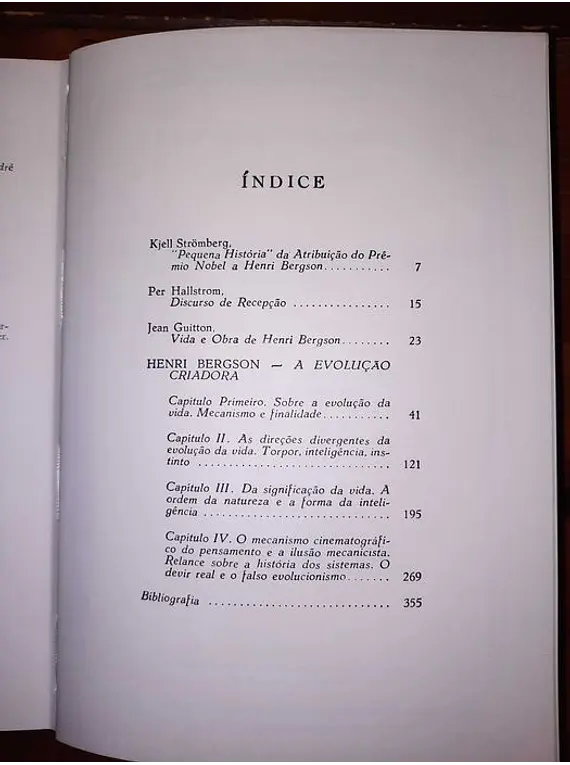 drê
r.
ÍNDICE
Kjell Strömberg,
"Pequena História" da Atribuição do Prê-
mio Nobel a Henri Bergson........... 7
Per Hallstrom,
Discurso de Recepção ................ 15
Jean Guitton,
Vida e Obra de Henri Bergson........ 23
HENRI BERGSON — A EVOLUÇÃO
CRIADORA
Capitulo Primeiro. Sobre a evolução da
vida. Mecanismo e finalidade........... 41
Capítulo II. As direções divergentes da
evolução da vida. Torpor, inteligência, ins-
tinto ................................ 121
Capítulo III. Da significação da vida. A
ordem da natureza e a forma da inteli-
gência ............................... 195
Capítulo IV. O mecanismo cinematográfi-
co do pensamento e a ilusão mecanicista.
Relance sobre a história dos sistemas. O
devir real e o falso evolucionismo....... 269
Bibliografia .............................. 355